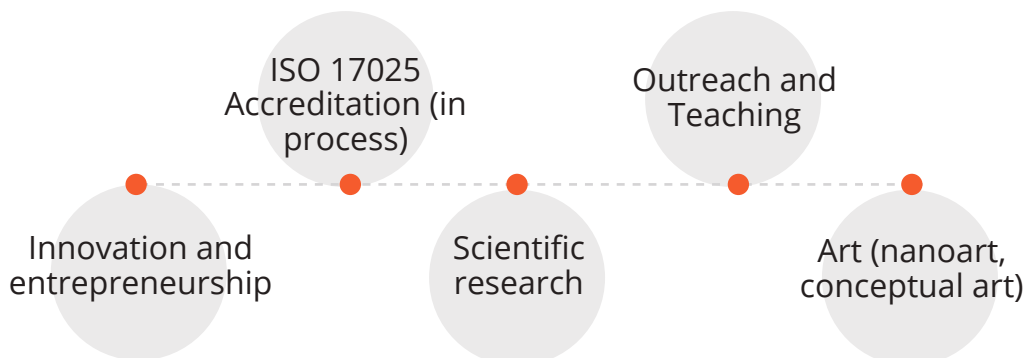 ISO 17025
Accreditation (in
process)
Outreach and
Teaching
Innovation and
entrepreneurship
Scientific
research
Art (nanoart,
conceptual art)